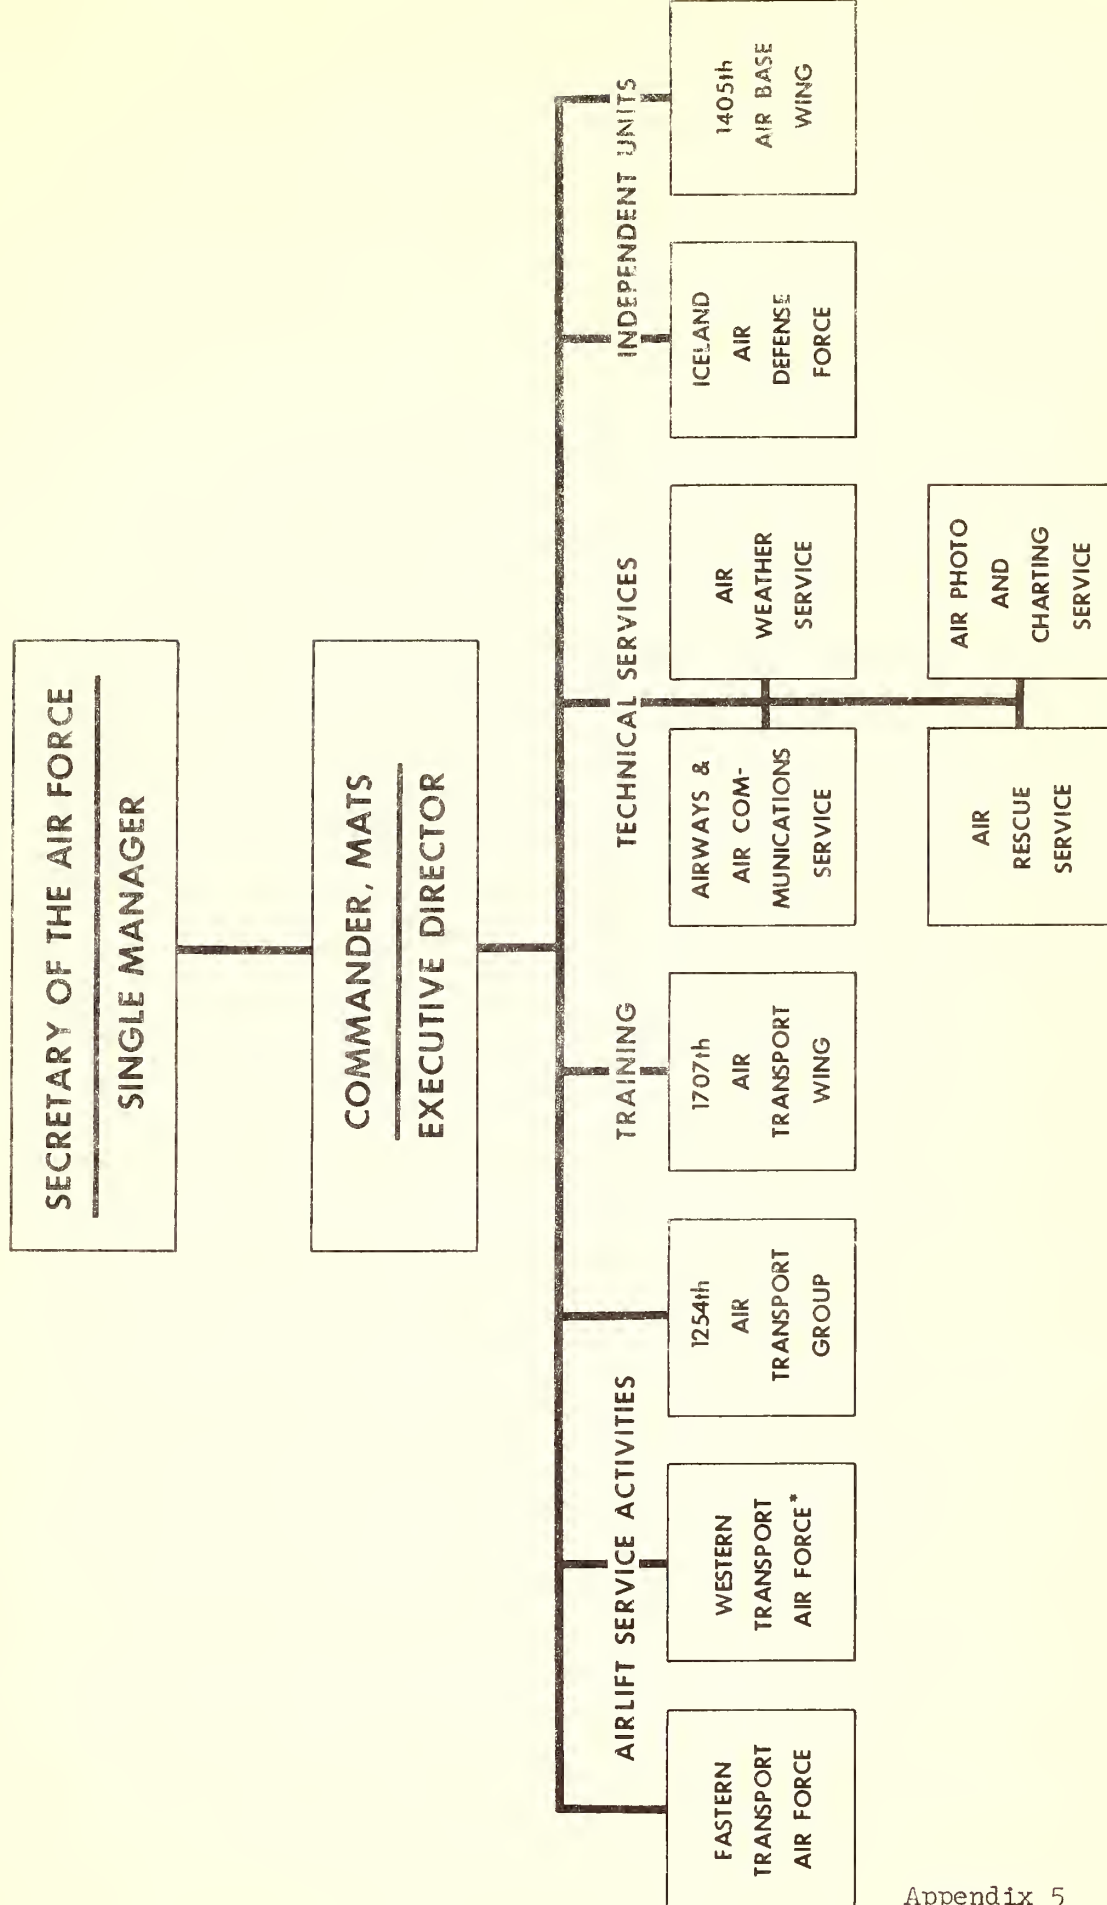 SECRETARY OF THE AIR FORCE
SINGLE MANAGER
COMMANDER, MATS
EXECUTIVE DIRECTOR
AIRLIFT SERVICE ACTIVITIES
TRAINING
TECHNICAL SERVICES
INDEPENDENT UNITS
EASTERN
TRANSPORT
AIR FORCE
WESTERN
TRANSPORT
AIR FORCE*
1254th
AIR
TRANSPORT
GROUP
1707th
AIR
TRANSPORT
WING
AIRWAYS &
AIR COM-
MUNICATIONS
SERVICE
AIR
WEATHER
SERVICE
ICELAND
AIR
DEFENSE
FORCE
1405th
AIR BASE
WING
AIR
RESCUE
SERVICE
AIR PHOTO
AND
CHARTING
SERVICE
Appendix 5